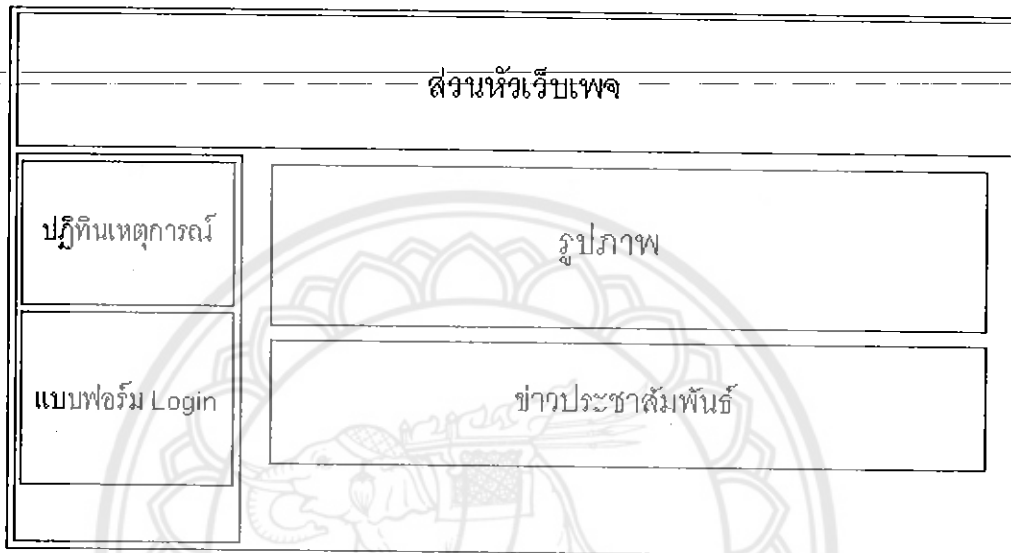 ส่วนหัวเว็บเพจ
ปฏิทินเหตุการณ์
รูปภาพ
แบบฟอร์ม Login
ข่าวประชาสัมพันธ์